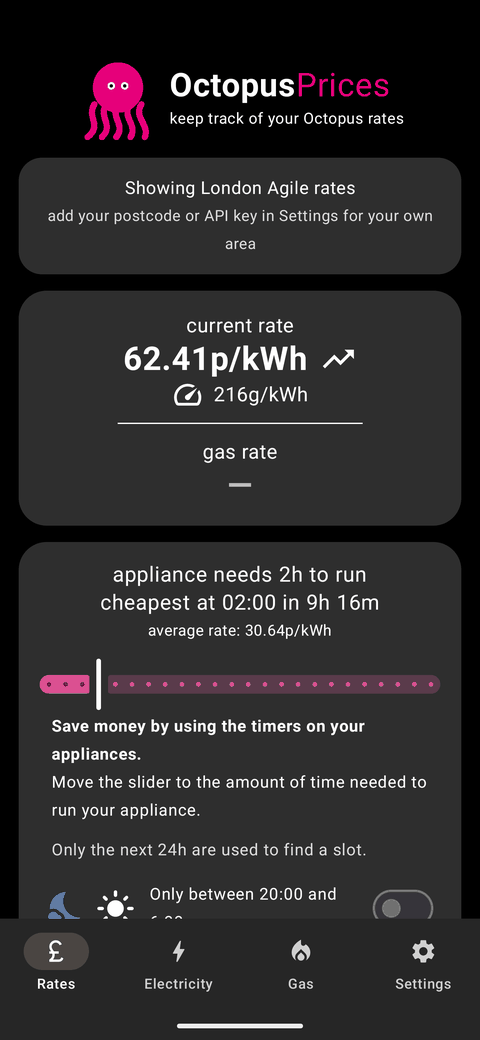 OctopusPrices
keep track of your Octopus rates
Showing London Agile rates
add your postcode or API key in Settings for your own
area
current rate
62.41p/kWh
216g/kWh
gas rate
—
appliance needs 2h to run
cheapest at 02:00 in 9h 16m
average rate: 30.64p/kWh
Save money by using the timers on your
appliances.
Move the slider to the amount of time needed to
run your appliance.
Only the next 24h are used to find a slot.
Only between 20:00 and
£
Rates
Electricity
Gas
Settings